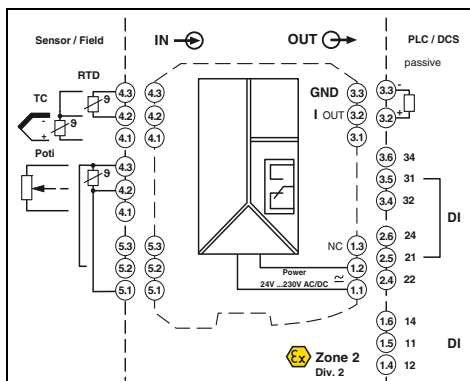 Sensor / Field
IN
OUT
PLC / DCS
passive
RTD
TC
ϑ
ϑ
-
+
4.3
4.2
4.1
4.3
4.2
4.1
GND
I OUT
3.3
3.2
3.1
3.3
3.2
-
+
Poti
ϑ
4.3
4.2
4.1
3.6 34
3.5 31
3.4 32
DI
5.3
5.2
5.1
5.3
5.2
5.1
NC 1.3
1.2
1.1
Power
24V ...230V AC/DC
2.6 24
2.5 21
2.4 22
Ex
Zone 2
Div. 2
1.6 14
1.5 11
1.4 12
DI